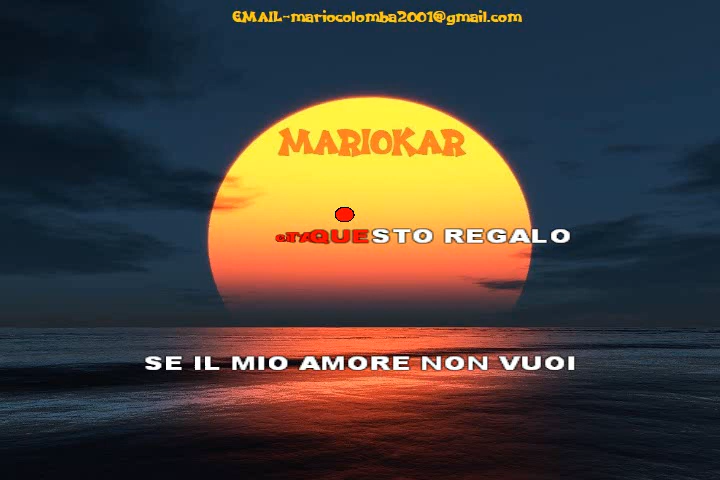 EMAIL-mariocolomba2001@gmail.com
MARIOKAR
QUESTO REGALO
SE IL MIO AMORE NON VUOI